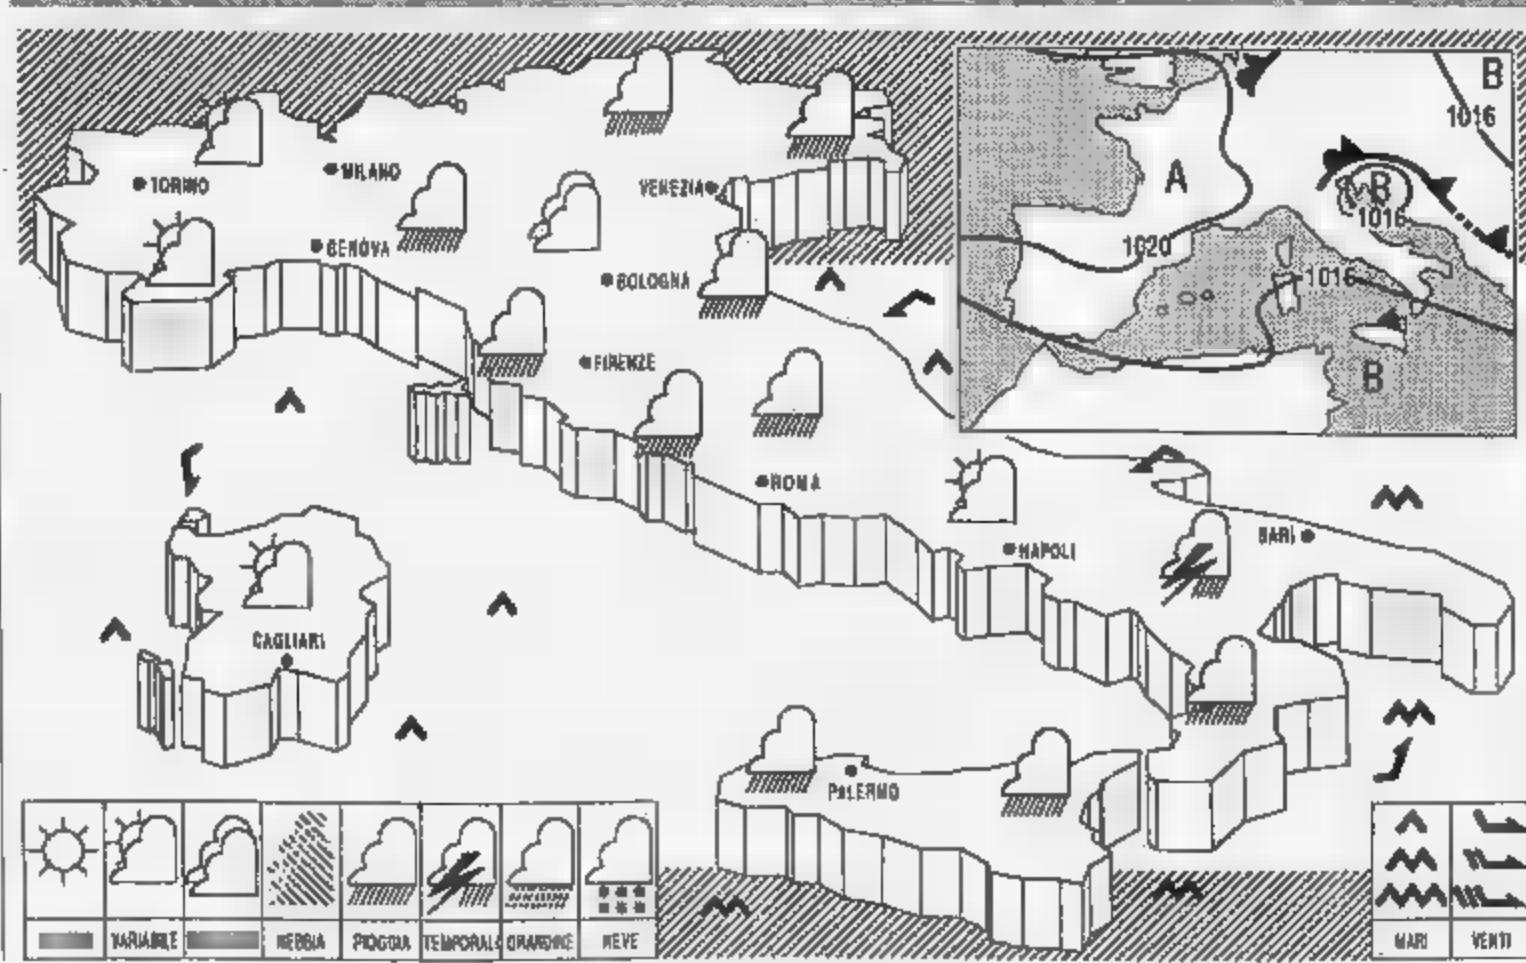 B
1016
A
B
1016
1020
1016
B
TORINO
MILANO
VENEZIA
GENOVA
BOLOGNA
FIRENZE
ROMA
NAPOLI
BARI
CAGLIARI
PALERMO
VARIABILE
NEBBIA
PIOGGIA
TEMPORALE
GRANDINE
NEVE
MARI
VENTI